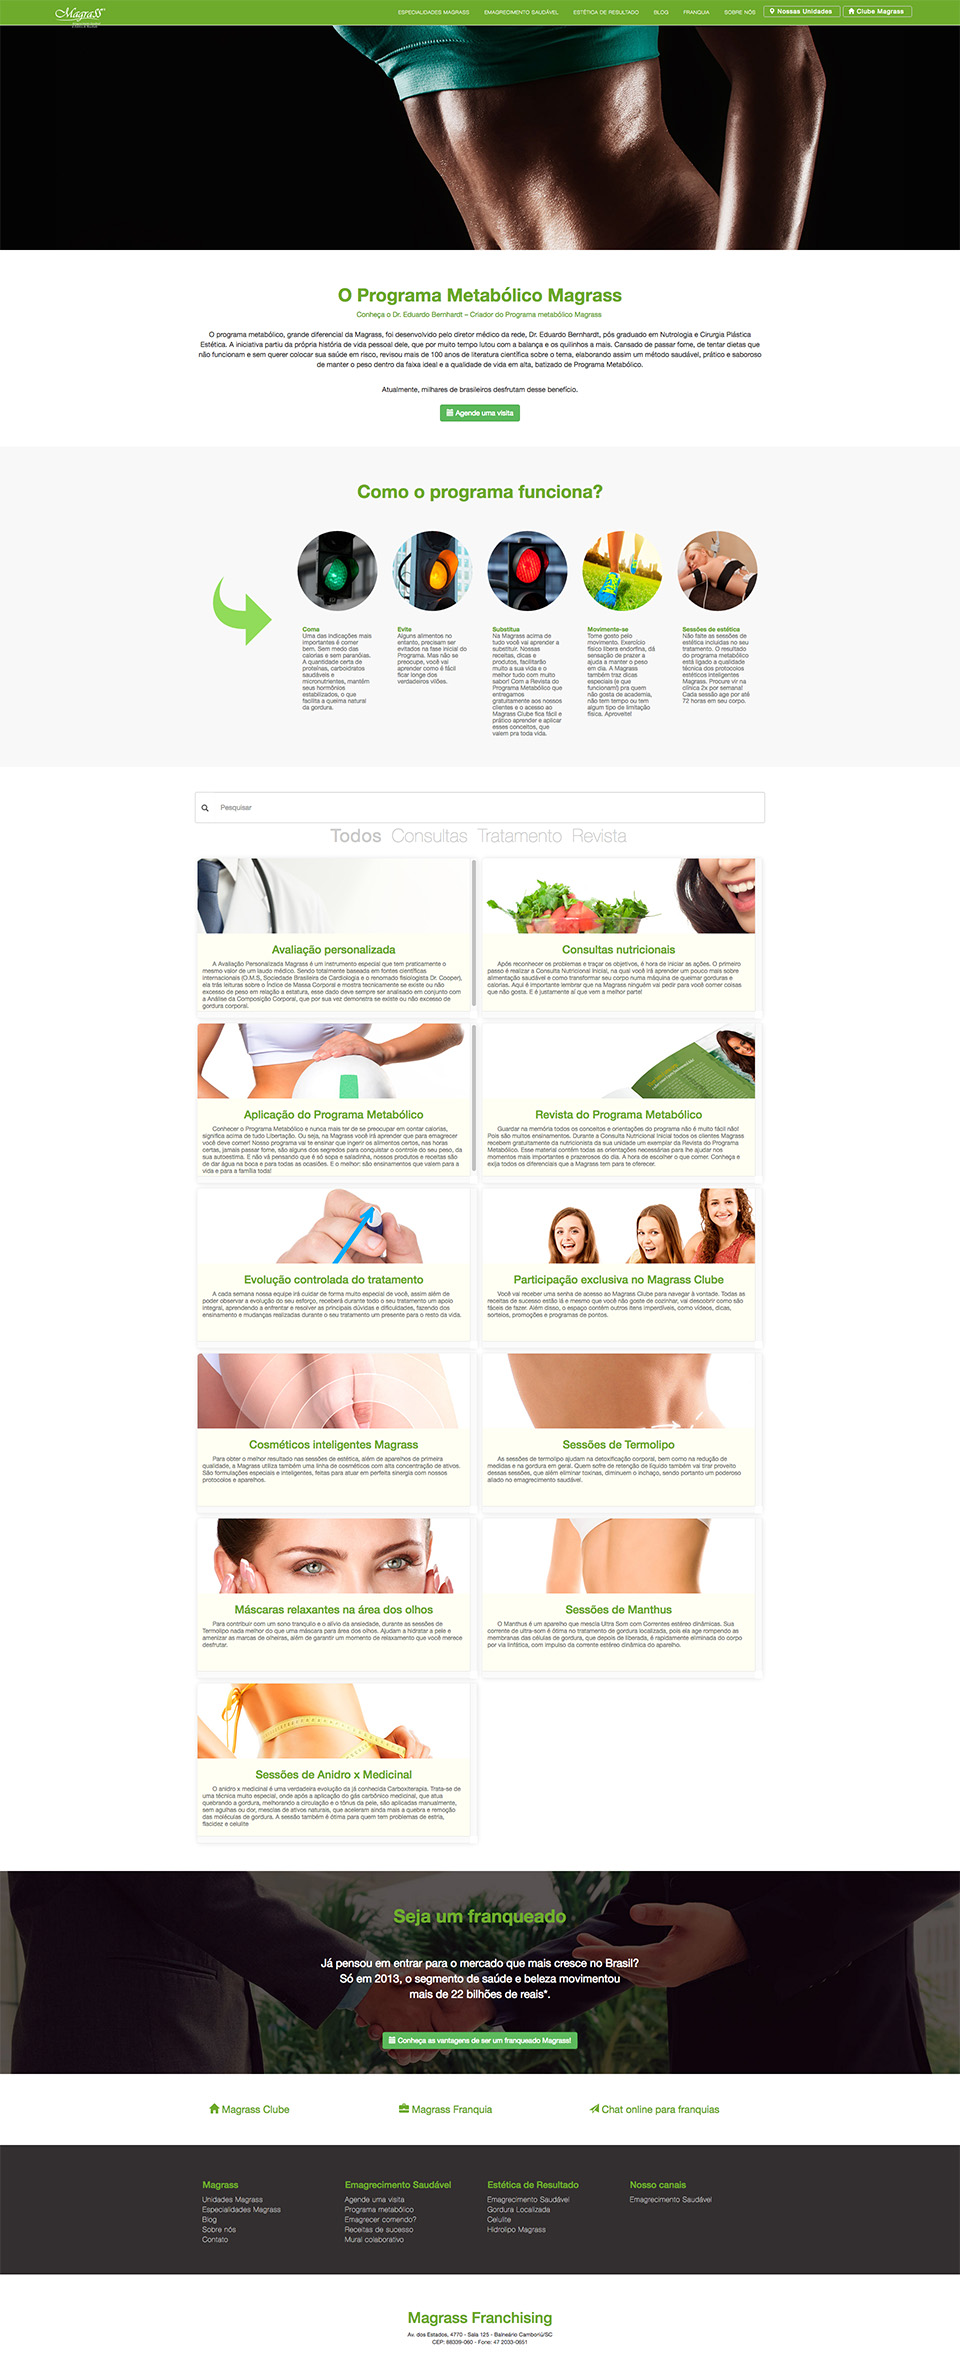 Magrass
ESPECIALIDADES MAGRASS EMAGRECIMENTO SAUDÁVEL ESTÉTICA DE RESULTADO BLOG FRANQUIA SOBRE NÓS Nossas Unidades Clube Magrass
O Programa Metabólico Magrass
Conheça o Dr. Eduardo Bernhardt – Criador do Programa metabólico Magrass
O programa metabólico, grande diferencial da Magrass, foi desenvolvido pelo diretor médico da rede, Dr. Eduardo Bernhardt, pós graduado em Nutrologia e Cirurgia Plástica
Estética. A iniciativa partiu da própria história de vida pessoal dele, que por muito tempo lutou com a balança e os quilinhos a mais. Cansado de passar fome, de tentar dietas que
não funcionam e sem querer colocar sua saúde em risco, revisou mais de 100 anos de literatura científica sobre o tema, elaborando assim um método saudável, prático e saboroso
de manter o peso dentro da faixa ideal e a qualidade de vida em alta, batizado de Programa Metabólico.
Atualmente, milhares de brasileiros desfrutam desse benefício.
Agende uma visita
Como o programa funciona?
Coma
Uma das indicações mais
importantes é comer
bem. Sem medo das
calorias e sem paranóias.
A quantidade certa de
proteínas, carboidratos
saudáveis e
micronutrientes, mantém
seus hormônios
estabilizados, o que
facilita a queima natural
da gordura.
Evite
Alguns alimentos no
entanto, precisam ser
evitados na fase inicial do
Programa. Mas não se
preocupe, você vai
aprender como é fácil
ficar longe dos
verdadeiros vilões.
Substitua
Na Magrass acima de
tudo você vai aprender a
substituir. Nossas
receitas, dicas e
produtos, facilitarão
muito a sua vida e o
melhor tudo com muito
sabor! Com a Revista do
Programa Metabólico que
entregamos
gratuitamente aos nossos
clientes e o acesso ao
Magrass Clube fica fácil e
prático aprender e aplicar
esses conceitos, que
valem pra toda vida.
Movimente-se
Tome gosto pelo
movimento. Exercício
físico libera endorfina, dá
sensação de prazer a
ajuda a manter o peso
em dia. A Magrass
também traz dicas
especiais (e que
funcionam!) pra quem
não gosta de academia,
não tem tempo ou tem
algum tipo de limitação
física. Aproveite!
Sessões de estética
Não falte as sessões de
estética incluídas no seu
tratamento. O resultado
do programa metabólico
está ligado a qualidade
técnica dos protocolos
estéticos inteligentes
Magrass. Procure vir na
clínica 2x por semana!
Cada sessão age por até
72 horas em seu corpo.
Pesquisar
Todos Consultas Tratamento Revista
Avaliação personalizada
A Avaliação Personalizada Magrass é um instrumento especial que tem praticamente o
mesmo valor de um laudo médico. Sendo totalmente baseada em fontes científicas
internacionais (O.M.S, Sociedade Brasileira de Cardiologia e o renomado fisiologista Dr. Cooper),
ela trás leituras sobre o Índice de Massa Corporal e mostra tecnicamente se existe ou não
excesso de peso em relação a estatura, esse dado deve sempre ser analisado em conjunto com
a Análise da Composição Corporal, que por sua vez demonstra se existe ou não excesso de
gordura corporal.
Consultas nutricionais
Após reconhecer os problemas e traçar os objetivos, é hora de iniciar as ações. O primeiro
passo é realizar a Consulta Nutricional Inicial, na qual você irá aprender um pouco mais sobre
alimentação saudável e como transformar seu corpo numa máquina de queimar gorduras e
calorias. Aqui é importante lembrar que na Magrass ninguém vai pedir para você comer coisas
que não gosta. E é justamente aí que vem a melhor parte!
Aplicação do Programa Metabólico
Conhecer o Programa Metabólico e nunca mais ter de se preocupar em contar calorias,
significa acima de tudo Libertação. Ou seja, na Magrass você irá aprender que para emagrecer
você deve comer! Nosso programa vai te ensinar que ingerir os alimentos certos, nas horas
certas, jamais passar fome, são alguns dos segredos para conquistar o controle do seu peso, da
sua autoestima. E não vá pensando que é só sopa e saladinha, nossos produtos e receitas são
de dar água na boca e para todas as ocasiões. E o melhor: são ensinamentos que valem para a
vida e para a família toda!
Revista do Programa Metabólico
Guardar na memória todos os conceitos e orientações do programa não é muito fácil não!
Pois são muitos ensinamentos. Durante a Consulta Nutricional Inicial todos os clientes Magrass
recebem gratuitamente da nutricionista da sua unidade um exemplar da Revista do Programa
Metabólico. Esse material contém todas as orientações necessárias para lhe ajudar nos
momentos mais importantes e prazerosos do dia. A hora de escolher o que comer. Conheça e
exija todos os diferenciais que a Magrass tem para te oferecer.
Evolução controlada do tratamento
A cada semana nossa equipe irá cuidar de forma muito especial de você, assim além de
poder observar a evolução do seu esforço, receberá durante todo o seu tratamento um apoio
integral, aprendendo a enfrentar e resolver as principais dúvidas e dificuldades, fazendo dos
ensinamento e mudanças realizadas durante o seu tratamento um presente para o resto da vida.
Participação exclusiva no Magrass Clube
Você vai receber uma senha de acesso ao Magrass Clube para navegar à vontade. Todas as
receitas de sucesso estão lá e mesmo que você não goste de cozinhar, vai descobrir como são
fáceis de fazer. Além disso, o espaço contém outros itens imperdíveis, como vídeos, dicas,
sorteios, promoções e programas de pontos.
Cosméticos inteligentes Magrass
Para obter o melhor resultado nas sessões de estética, além de aparelhos de primeira
qualidade, a Magrass utiliza também uma linha de cosméticos com alta concentração de ativos.
São formulações especiais e inteligentes, feitas para atuar em perfeita sinergia com nossos
protocolos e aparelhos.
Sessões de Termolipo
As sessões de termolipo ajudam na detoxificação corporal, bem como na redução de
medidas e na gordura em geral. Quem sofre de retenção de líquido também vai tirar proveito
dessas sessões, que além eliminar toxinas, diminuem o inchaço, sendo portanto um poderoso
aliado no emagrecimento saudável.
Máscaras relaxantes na área dos olhos
Para contribuir com um sono tranquilo e o alívio da ansiedade, durante as sessões de
Termolipo nada melhor do que uma máscara para área dos olhos. Ajudam a hidratar a pele e
amenizar as marcas de olheiras, além de garantir um momento de relaxamento que você merece
desfrutar.
Sessões de Manthus
O Manthus é um aparelho que mescla Ultra Som com Correntes estéreo dinâmicas. Sua
corrente de ultra-som é ótima no tratamento de gordura localizada, pois ela age rompendo as
membranas das células de gordura, que depois de liberada, é rapidamente eliminada do corpo
por via linfática, com impulso da corrente estéreo dinâmica do aparelho.
Sessões de Anidro x Medicinal
O anidro x medicinal é uma verdadeira evolução da já conhecida Carboxiterapia. Trata-se de
uma técnica muito especial, onde após a aplicação do gás carbônico medicinal, que atua
quebrando a gordura, melhorando a circulação e o tônus da pele, são aplicadas manualmente,
sem agulhas ou dor, mesclas de ativos naturais, que aceleram ainda mais a quebra e remoção
das moléculas de gordura. A sessão também é ótima para quem tem problemas de estria,
flacidez e celulite
Seja um franqueado
Já pensou em entrar para o mercado que mais cresce no Brasil?
Só em 2013, o segmento de saúde e beleza movimentou
mais de 22 bilhões de reais*.
Conheça as vantagens de ser um franqueado Magrass!
Magrass Clube Magrass Franquia Chat online para franquias
Magrass
Unidades Magrass
Especialidades Magrass
Blog
Sobre nós
Contato
Emagrecimento Saudável
Agende uma visita
Programa metabólico
Emagrecer comendo?
Receitas de sucesso
Mural colaborativo
Estética de Resultado
Emagrecimento Saudável
Gordura Localizada
Celulite
Hidrolipo Magrass
Nosso canais
Emagrecimento Saudável
Magrass Franchising
Av. dos Estados, 4770 - Sala 125 - Balneário Camboriú/SC
CEP: 88339-060 - Fone: 47 2033-0651